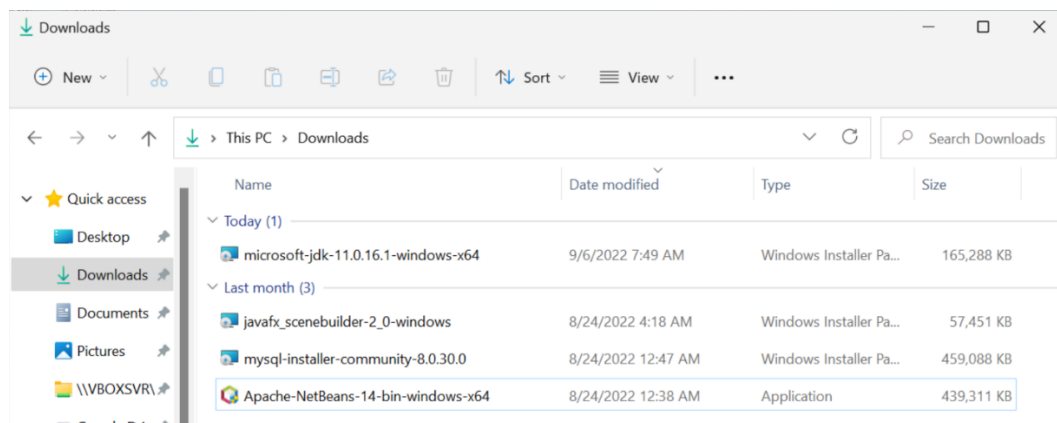 Downloads
New Sort View ...
This PC > Downloads Search Downloads
Name Date modified Type Size
Quick access
Today (1)
Desktop
microsoft-jdk-11.0.16.1-windows-x64 9/6/2022 7:49 AM Windows Installer Pa... 165,288 KB
Downloads
Last month (3)
Documents
javafx_scenebuilder-2_0-windows 8/24/2022 4:18 AM Windows Installer Pa... 57,451 KB
Pictures
mysql-installer-community-8.0.30.0 8/24/2022 12:47 AM Windows Installer Pa... 459,088 KB
\\VBOXSVR\
Apache-NetBeans-14-bin-windows-x64 8/24/2022 12:38 AM Application 439,311 KB